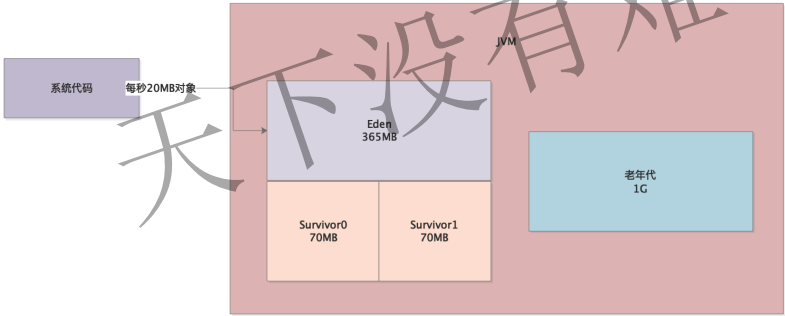 JVM
系统代码
每秒20MB对象
Eden
365MB
Survivor0
70MB
Survivor1
70MB
老年代
1G
天下没有